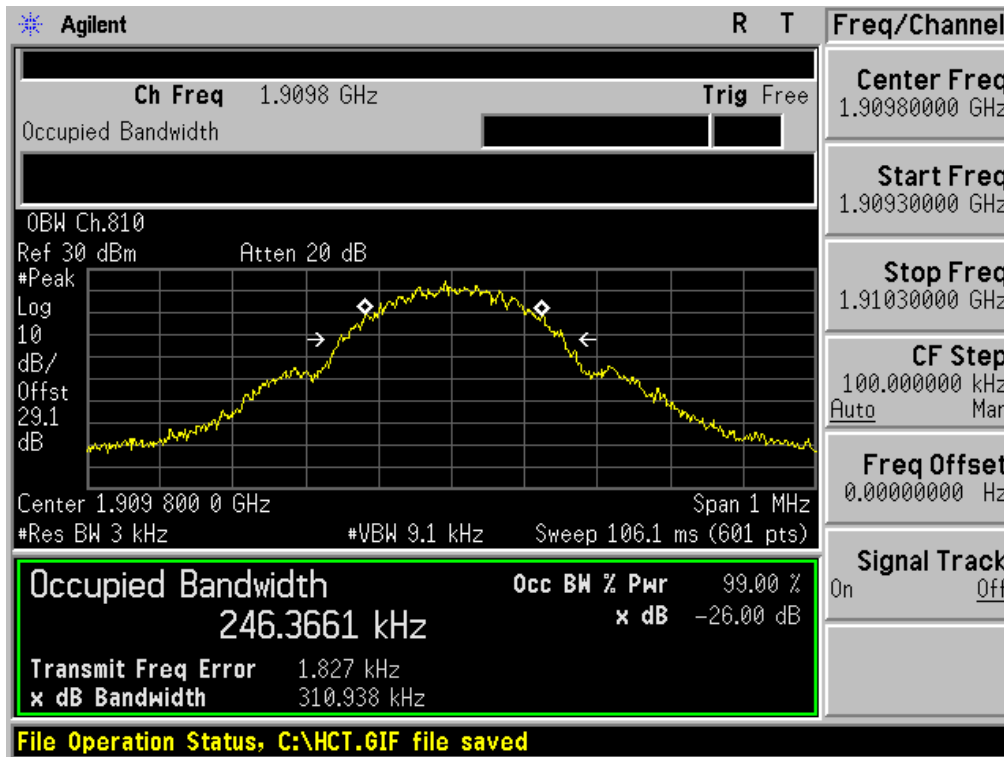 Agilent R T
Ch Freq 1.9098 GHz Trig Free
Occupied Bandwidth
OBW Ch.810
Ref 30 dBm Atten 20 dB
#Peak
Log
10
dB/
Offst
29.1
dB
Center 1.909 800 0 GHz Span 1 MHz
#Res BW 3 kHz #VBW 9.1 kHz Sweep 106.1 ms (601 pts)
Occupied Bandwidth
246.3661 kHz
Occ BW % Pwr 99.00 %
x dB -26.00 dB
Transmit Freq Error 1.827 kHz
x dB Bandwidth 310.938 kHz
File Operation Status, C:\HCT.GIF file saved
Freq/Channel
Center Freq
1.90980000 GHz
Start Freq
1.90930000 GHz
Stop Freq
1.91030000 GHz
CF Step
100.000000 kHz
Auto Man
Freq Offset
0.00000000 Hz
Signal Track
On Off